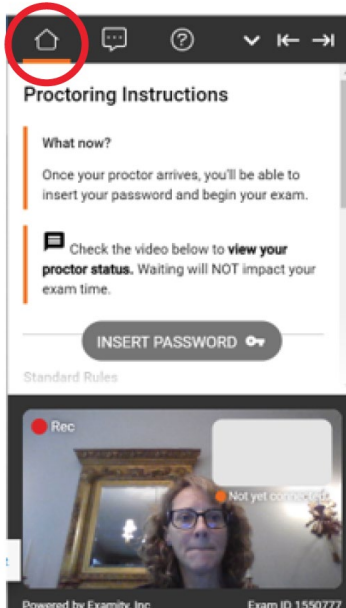 Proctoring Instructions
What now?
Once your proctor arrives, you'll be able to
insert your password and begin your exam.
Check the video below to view your
proctor status. Waiting will NOT impact your
exam time.
INSERT PASSWORD
Standard Rules
Rec
Not yet connected
Powered by Examity, Inc
Exam ID 1550777